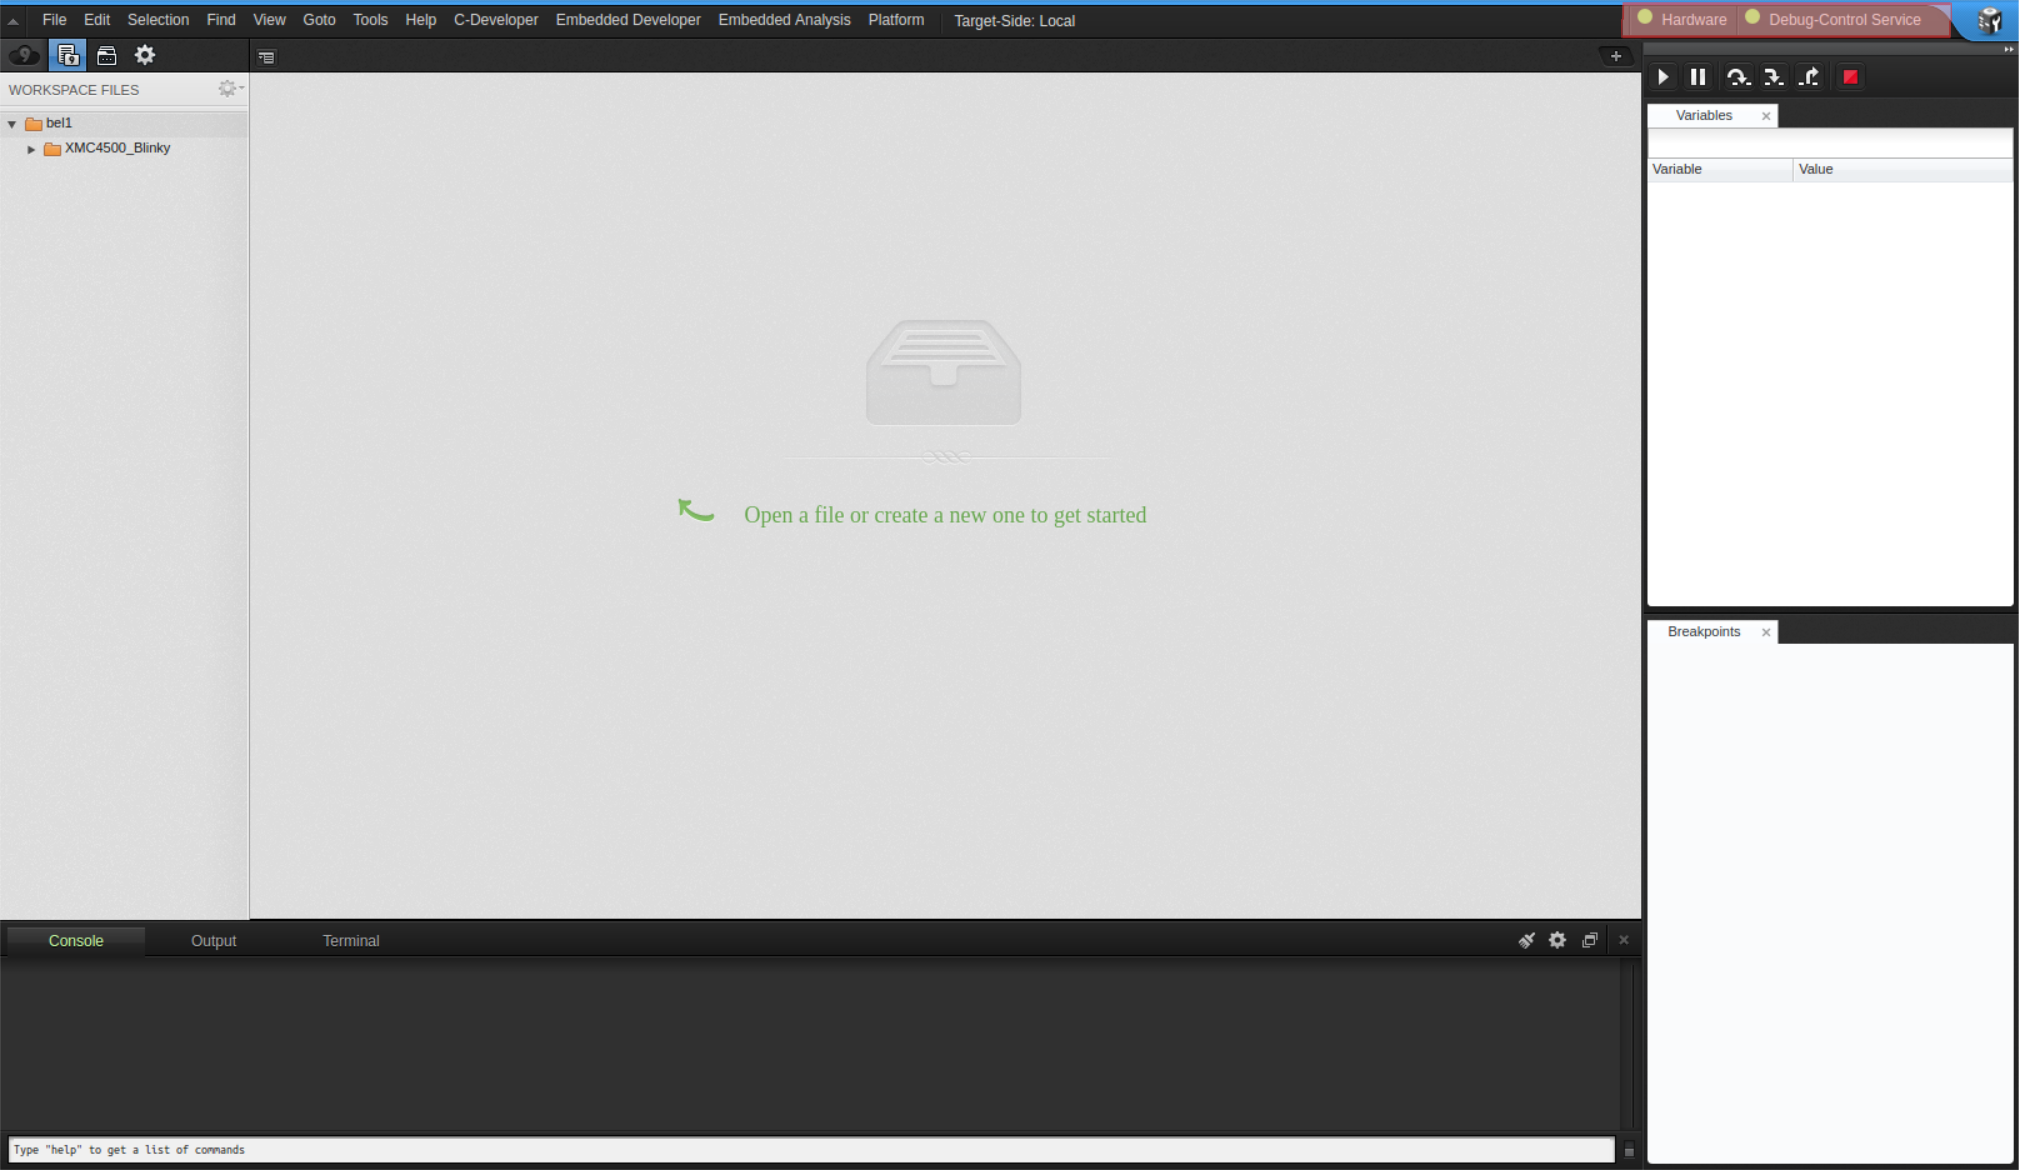 File Edit Selection Find View Goto Tools Help C-Developer Embedded Developer Embedded Analysis Platform Target-Side: Local Hardware Debug-Control Service
WORKSPACE FILES
bel1
XMC4500_Blinky
Open a file or create a new one to get started
Variables
Variable Value
Breakpoints
Console Output Terminal
Type "help" to get a list of commands